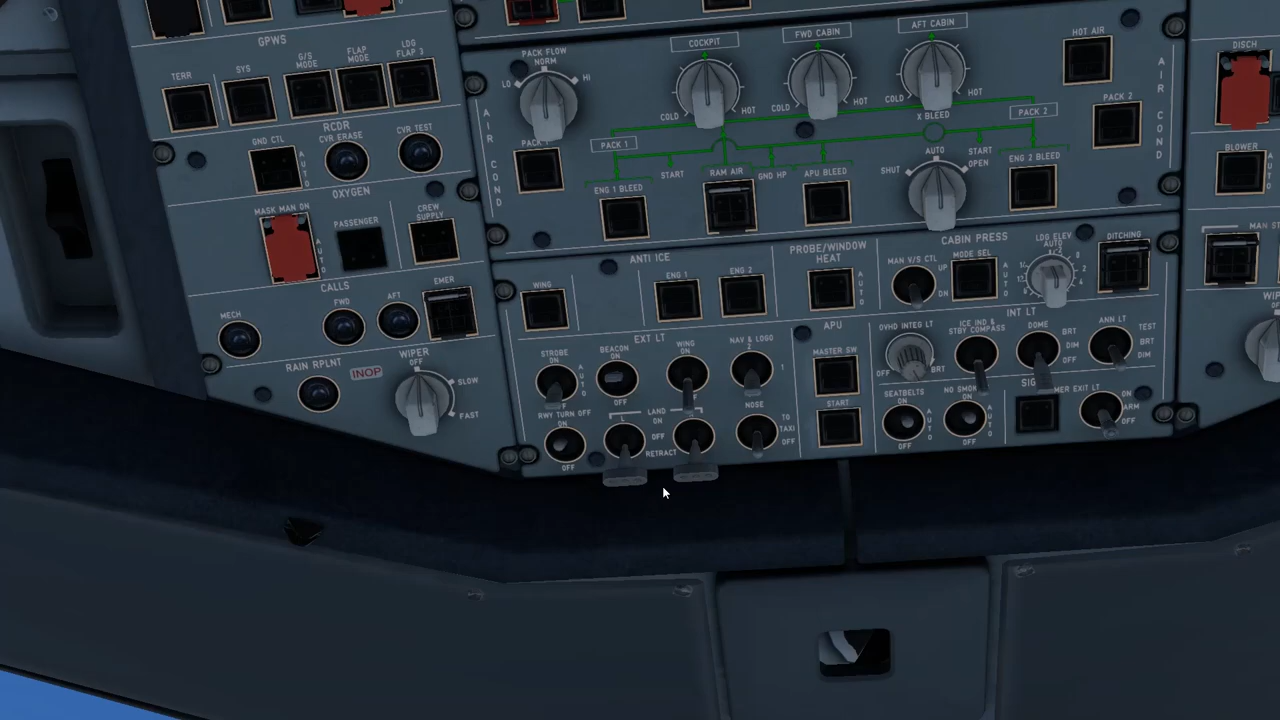 GPWS
TERR
SYS
G/S MODE
FLAP MODE
LDG FLAP 3
RCDR
GND CTL
AUTO
CVR ERASE
CVR TEST
OXYGEN
MASK MAN ON
AUTO
PASSENGER
CREW SUPPLY
CALLS
MECH
FWD
AFT
EMER
RAIN RPLNT
INOP
WIPER
OFF
SLOW
FAST
AIR COND
PACK FLOW
NORM
LO
HI
COCKPIT
COLD
HOT
FWD CABIN
COLD
HOT
AFT CABIN
COLD
HOT
HOT AIR
PACK 2
AIR COND
X BLEED
AUTO
SHUT
OPEN
PACK 1
PACK 2
START
RAM AIR
GND HP
APU BLEED
START
ENG 1 BLEED
ENG 2 BLEED
ANTI ICE
WING
ENG 1
ENG 2
PROBE/WINDOW
HEAT
AUTO
CABIN PRESS
MAN V/S CTL
UP
DN
MODE SEL
AUTO
LDG ELEV
AUTO
DITCHING
EXT LT
STROBE
ON
AUTO
BEACON
ON
OFF
WING
ON
NAV & LOGO
2
1
RWY TURN OFF
ON
OFF
LAND
L
ON
OFF
RETRACT
NOSE
TO
TAXI
OFF
APU
MASTER SW
START
INT LT
OVHD INTEG LT
OFF
BRT
ICE IND &
STBY COMPASS
DOME
BRT
DIM
OFF
ANN LT
TEST
BRT
DIM
SEATBELTS
ON
AUTO
NO SMOK
ON
AUTO
MER EXIT LT
ON
ARM
OFF
DISCH
BLOWER